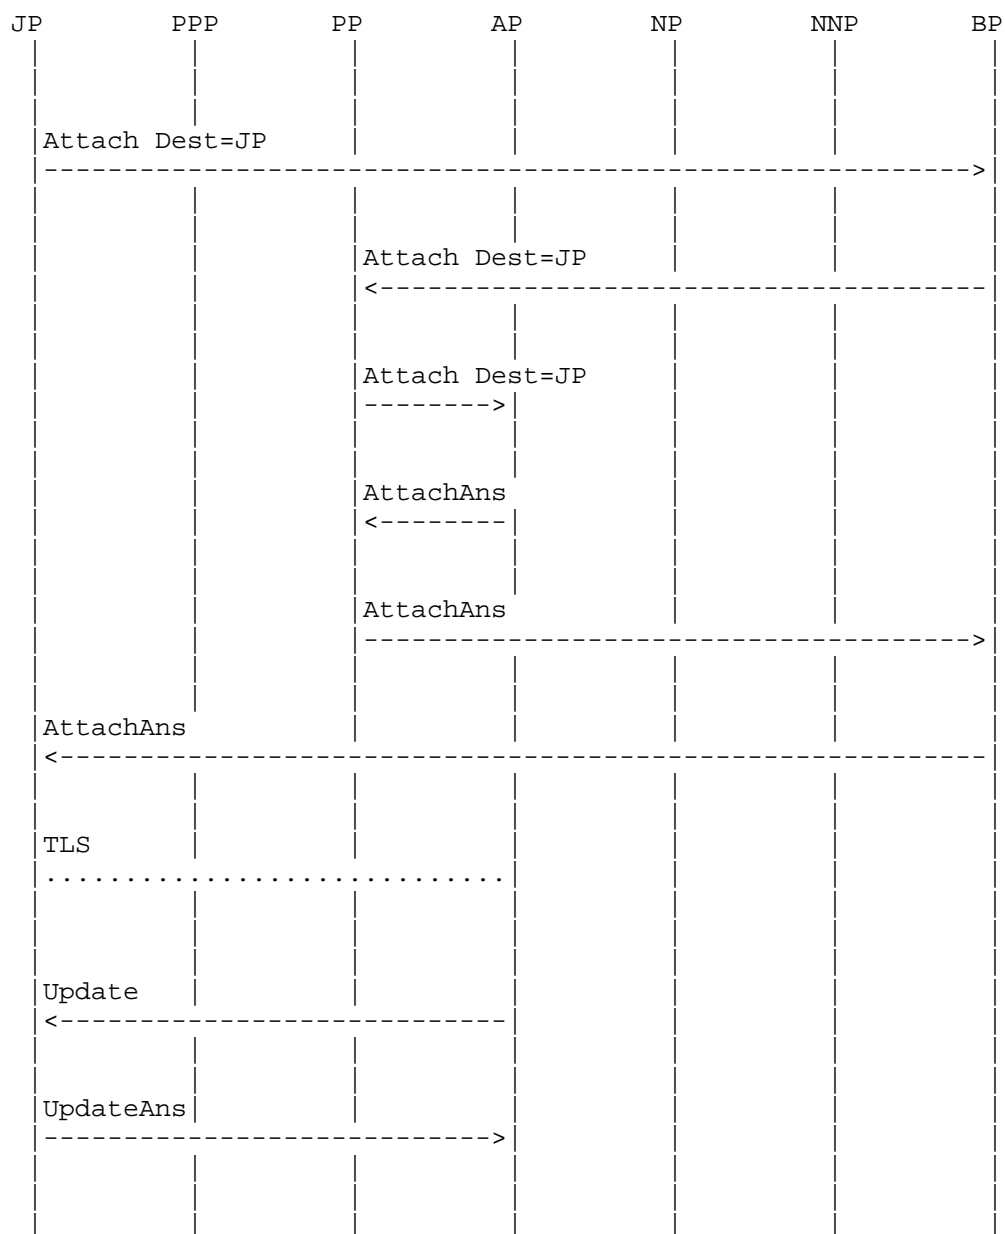 JP PPP PP AP NP NNP BP
Attach Dest=JP
Attach Dest=JP
Attach Dest=JP
AttachAns
AttachAns
AttachAns
TLS
Update
UpdateAns